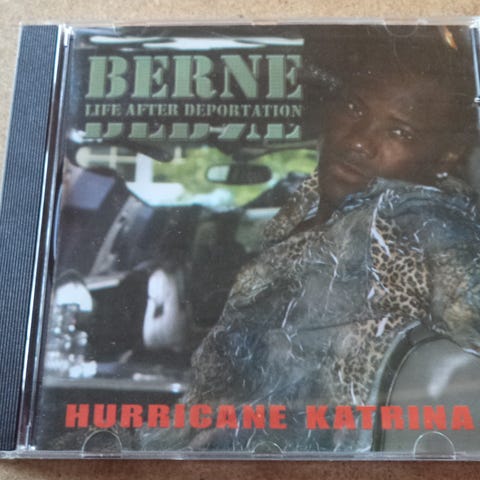 BERNE
LIFE AFTER DEPORTATION
HURRICANE KATRINA